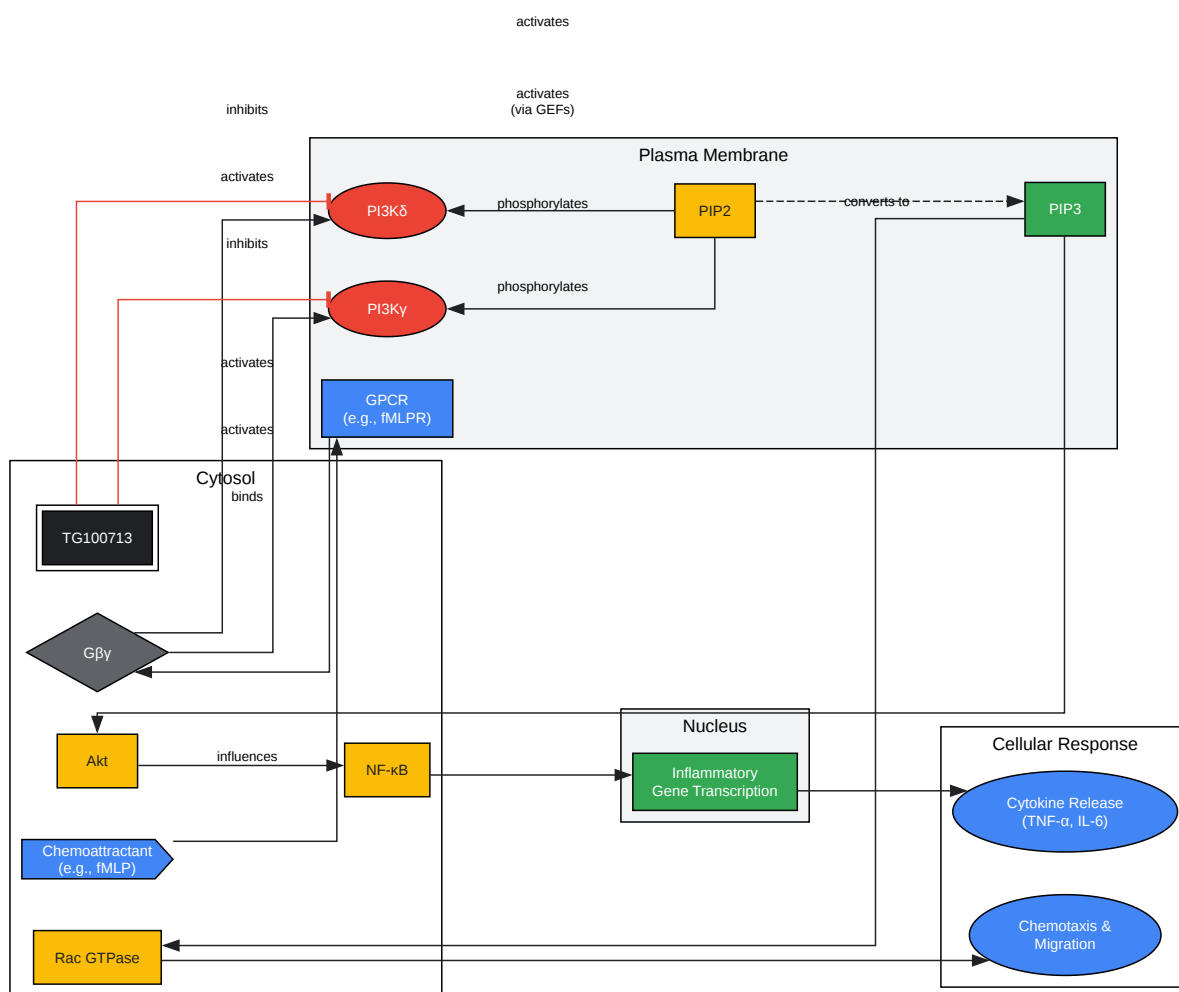 activates
activates
(via GEFs)
inhibits
Plasma Membrane
activates
PI3Kδ
phosphorylates
PIP2
converts to
PIP3
inhibits
phosphorylates
PI3Kγ
activates
GPCR
(e.g., fMLPR)
activates
Cytosol
binds
TG100713
Gβγ
Nucleus
Cellular Response
Akt
influences
NF-κB
Inflammatory
Gene Transcription
Cytokine Release
(TNF-α, IL-6)
Chemoattractant
(e.g., fMLP)
Chemotaxis &
Migration
Rac GTPase